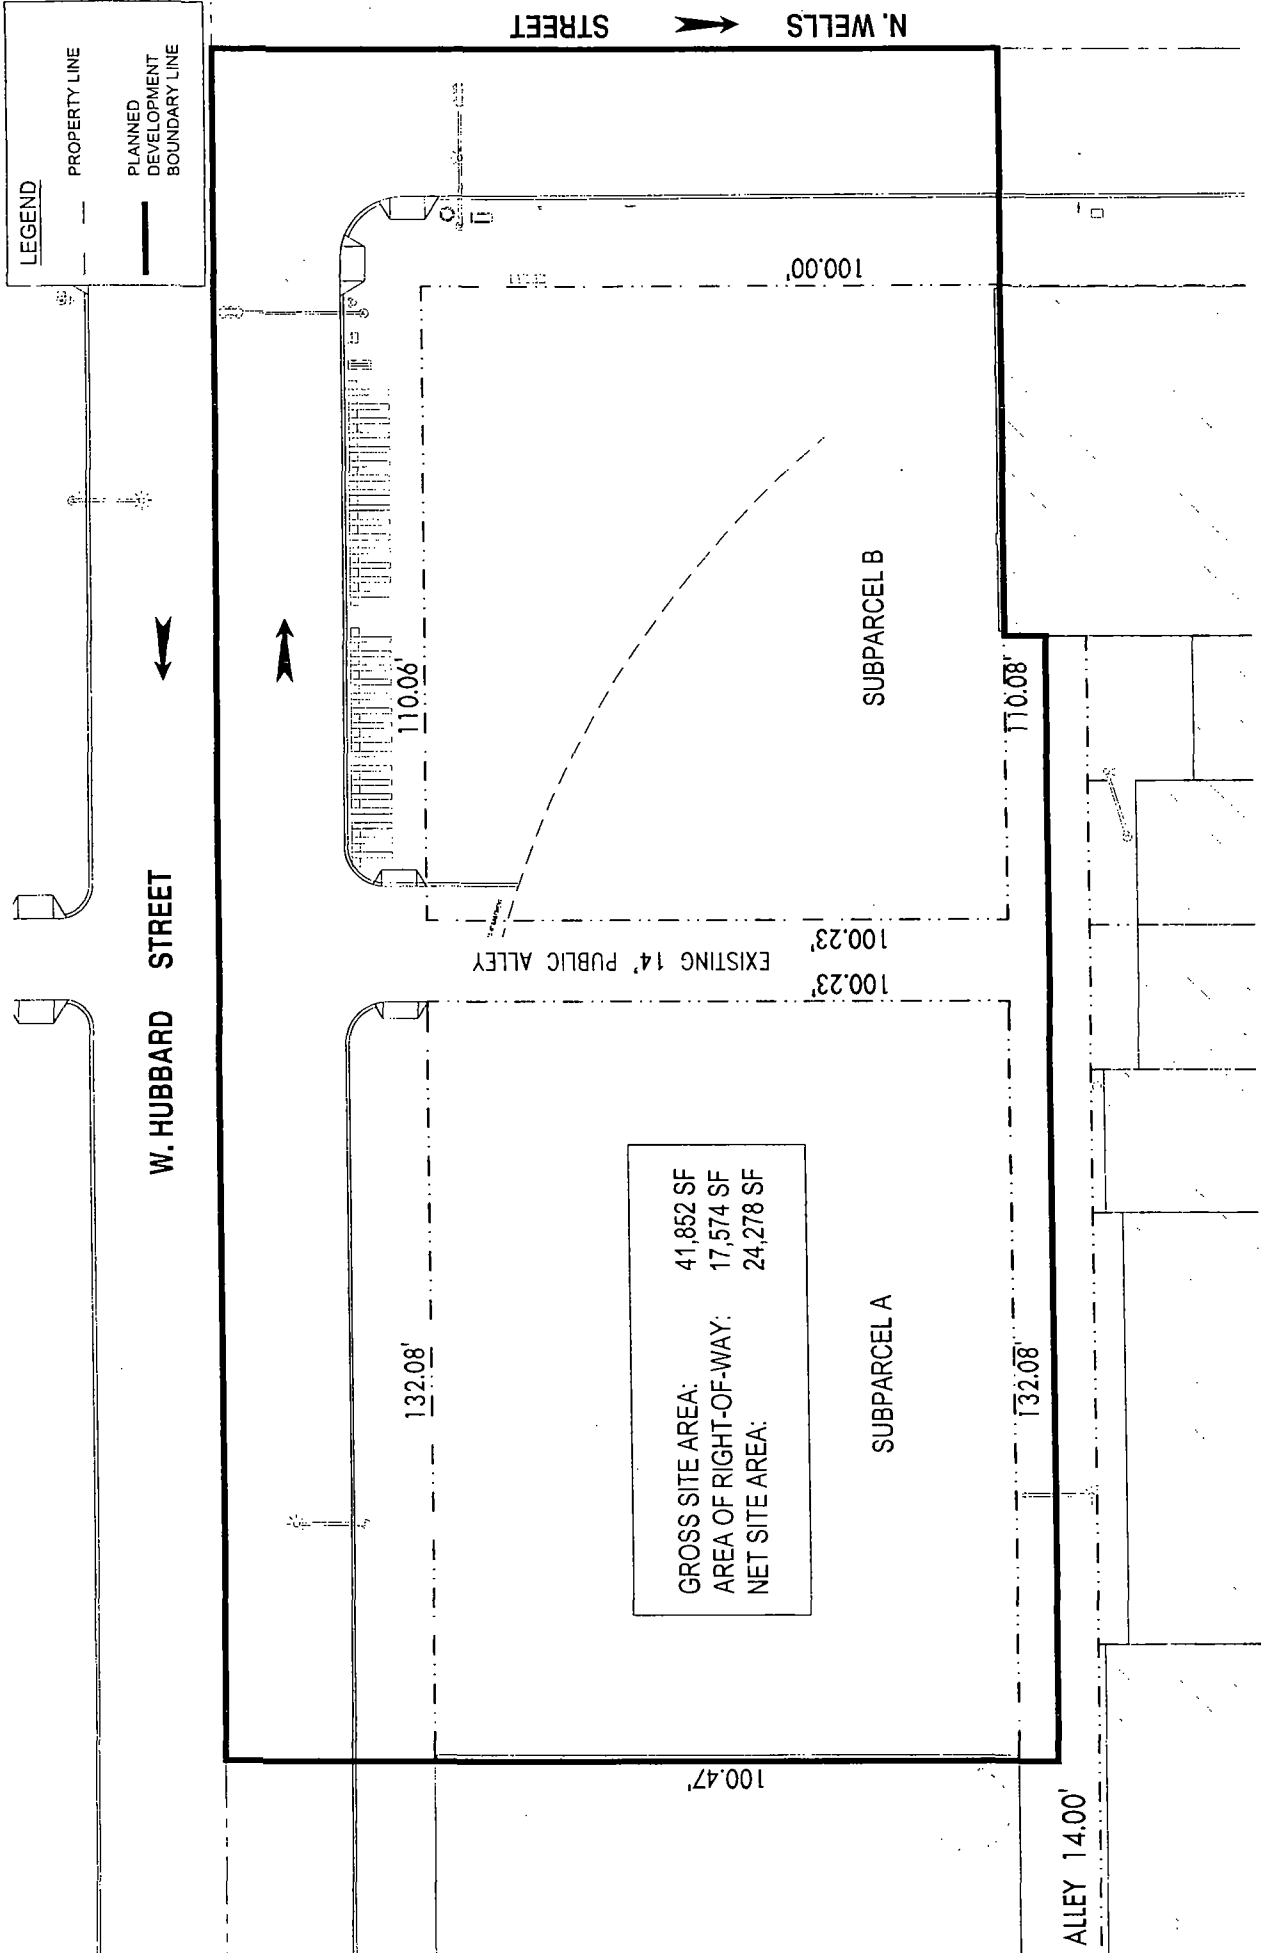 LEGEND
PROPERTY LINE
PLANNED
DEVELOPMENT
BOUNDARY LINE
N. WELLS STREET
W. HUBBARD STREET
100.00'
110.06'
SUBPARCEL B
110.08'
100.23'
EXISTING 14' PUBLIC ALLEY
100.23'
132.08'
GROSS SITE AREA: 41,852 SF
AREA OF RIGHT-OF-WAY: 17,574 SF
NET SITE AREA: 24,278 SF
SUBPARCEL A
132.08'
100.47'
ALLEY 14.00'